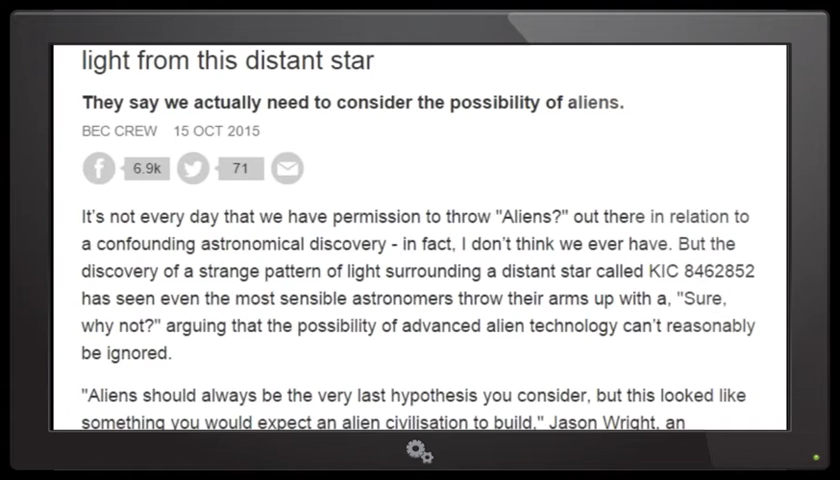 light from this distant star
They say we actually need to consider the possibility of aliens.
BEC CREW 15 OCT 2015
6.9k 71
It's not every day that we have permission to throw "Aliens?" out there in relation to
a confounding astronomical discovery - in fact, I don't think we ever have. But the
discovery of a strange pattern of light surrounding a distant star called KIC 8462852
has seen even the most sensible astronomers throw their arms up with a, "Sure,
why not?" arguing that the possibility of advanced alien technology can't reasonably
be ignored.
"Aliens should always be the very last hypothesis you consider, but this looked like
something you would expect an alien civilisation to build," Jason Wright, an